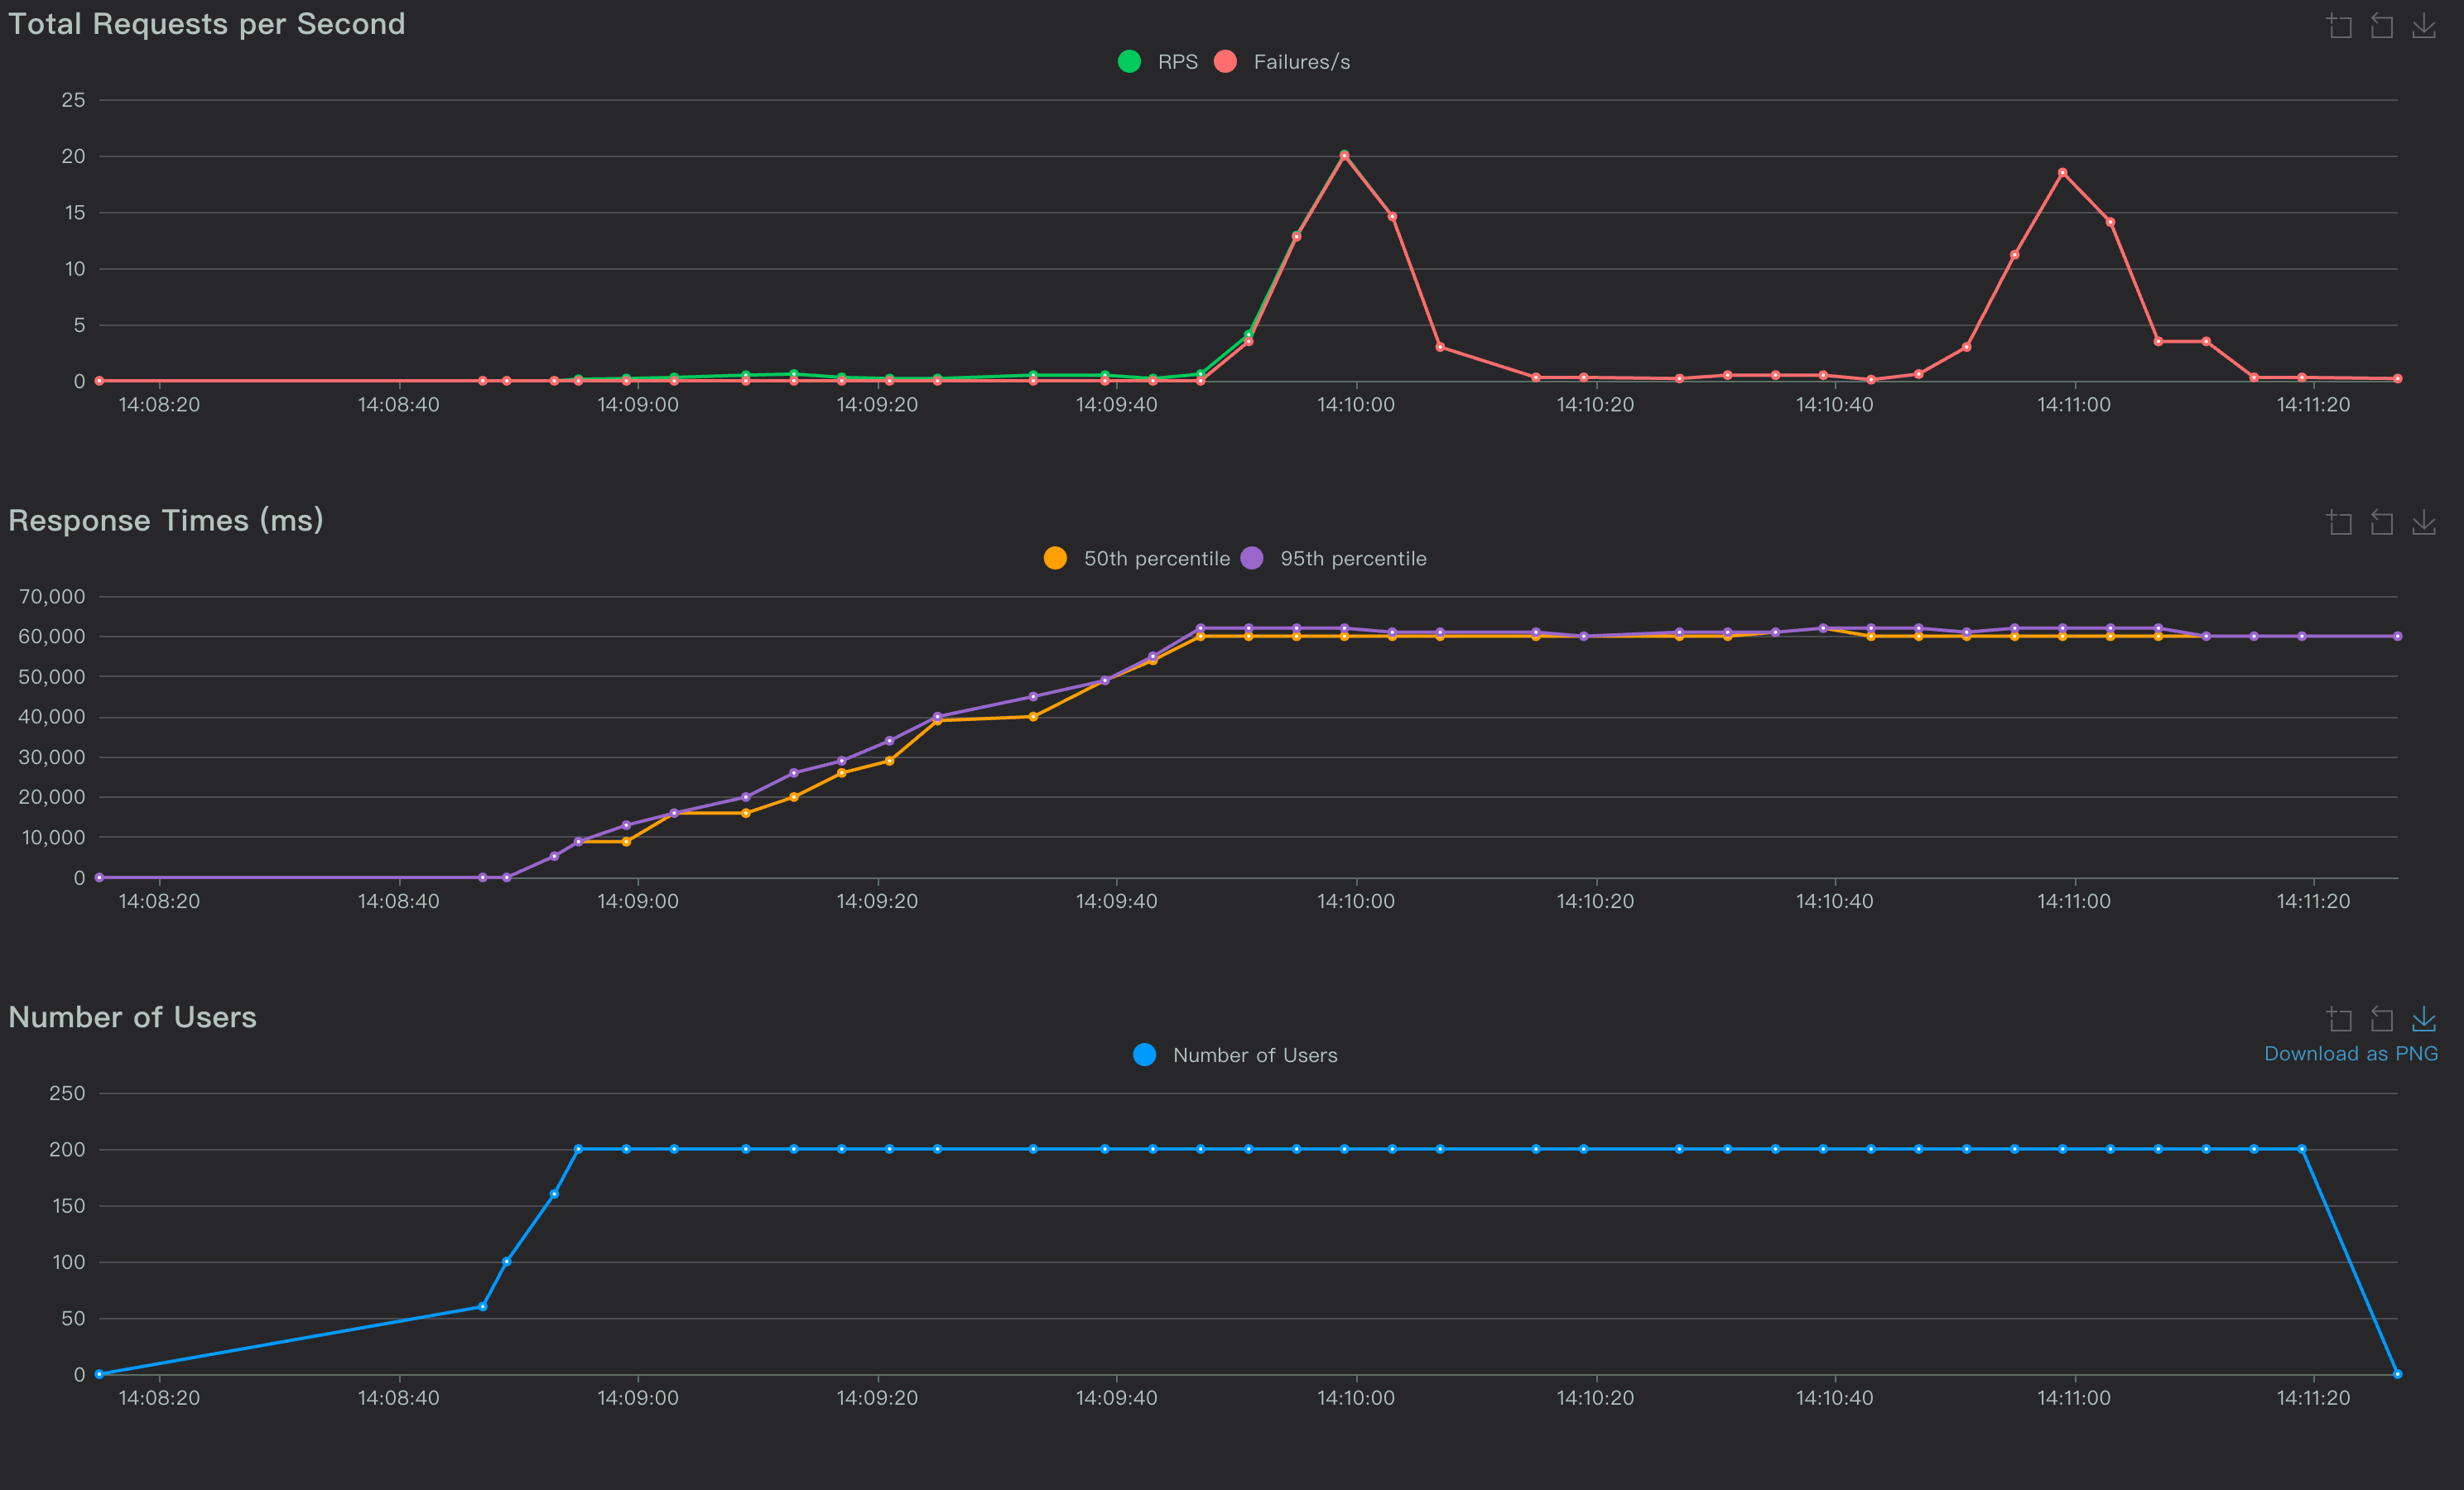 Total Requests per Second
RPS Failures/s
25
20
15
10
5
0
14:08:20 14:08:40 14:09:00 14:09:20 14:09:40 14:10:00 14:10:20 14:10:40 14:11:00 14:11:20
Response Times (ms)
50th percentile 95th percentile
70,000
60,000
50,000
40,000
30,000
20,000
10,000
0
14:08:20 14:08:40 14:09:00 14:09:20 14:09:40 14:10:00 14:10:20 14:10:40 14:11:00 14:11:20
Number of Users
Number of Users
Download as PNG
250
200
150
100
50
0
14:08:20 14:08:40 14:09:00 14:09:20 14:09:40 14:10:00 14:10:20 14:10:40 14:11:00 14:11:20